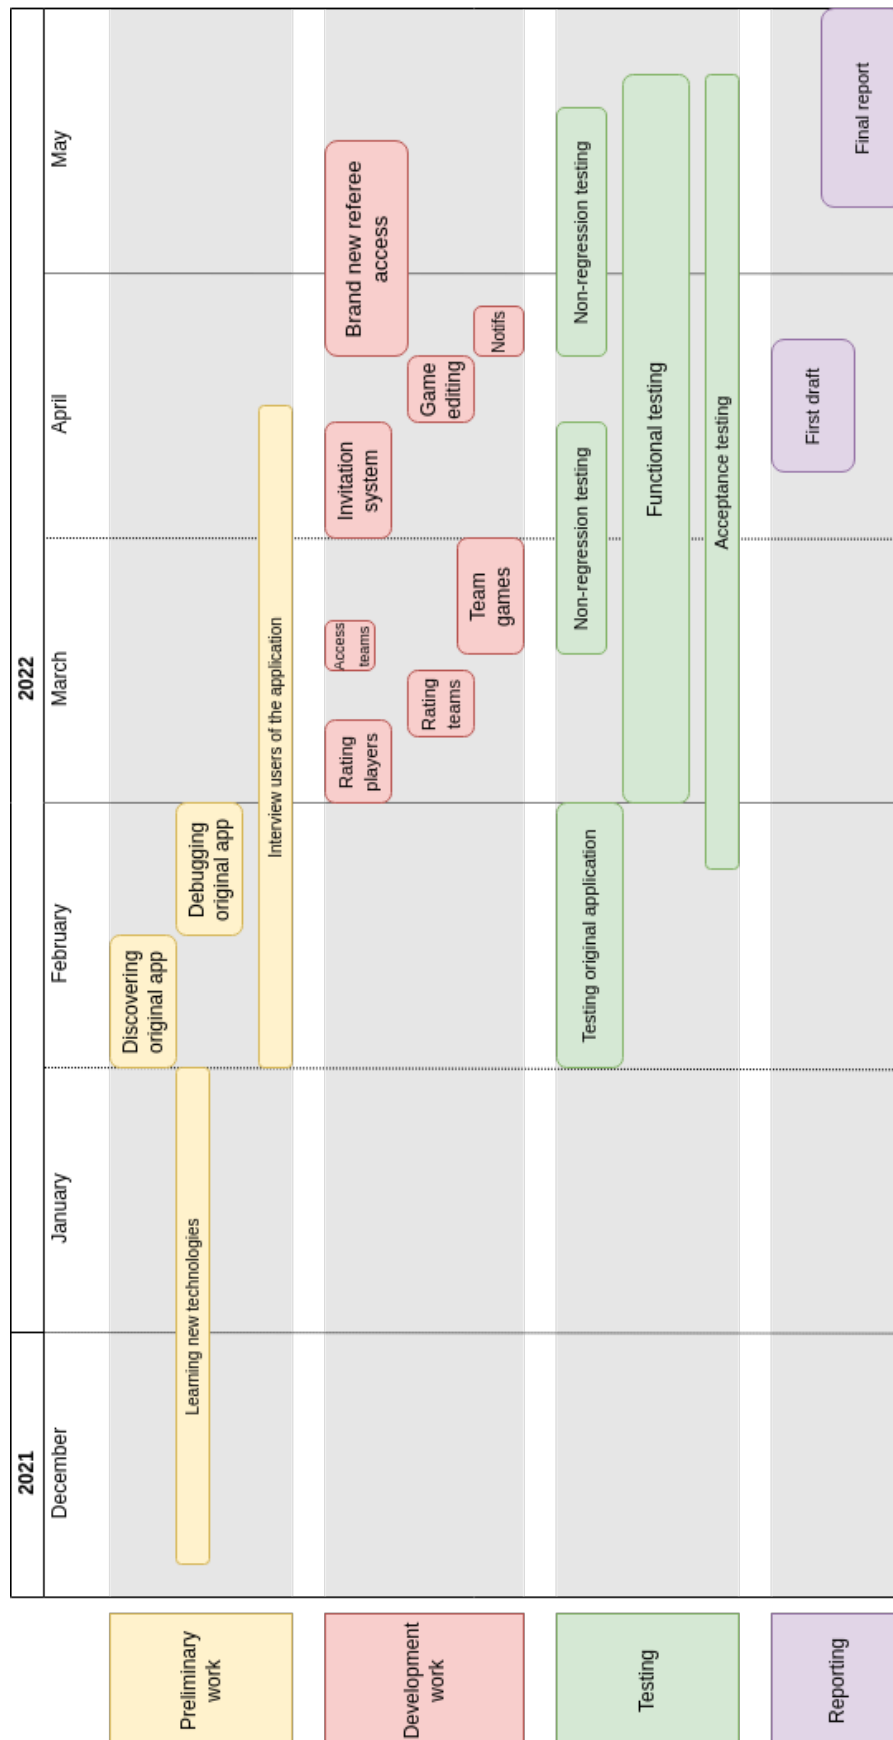 2021
2022
December
January
February
March
April
May
Preliminary
work
Learning new technologies
Discovering
original app
Debugging
original app
Interview users of the application
Development
work
Rating
players
Access
teams
Invitation
system
Brand new referee
access
Rating
teams
Game
editing
Team
games
Notifs
Testing
Testing original application
Non-regression testing
Non-regression testing
Functional testing
Acceptance testing
Reporting
First draft
Final report